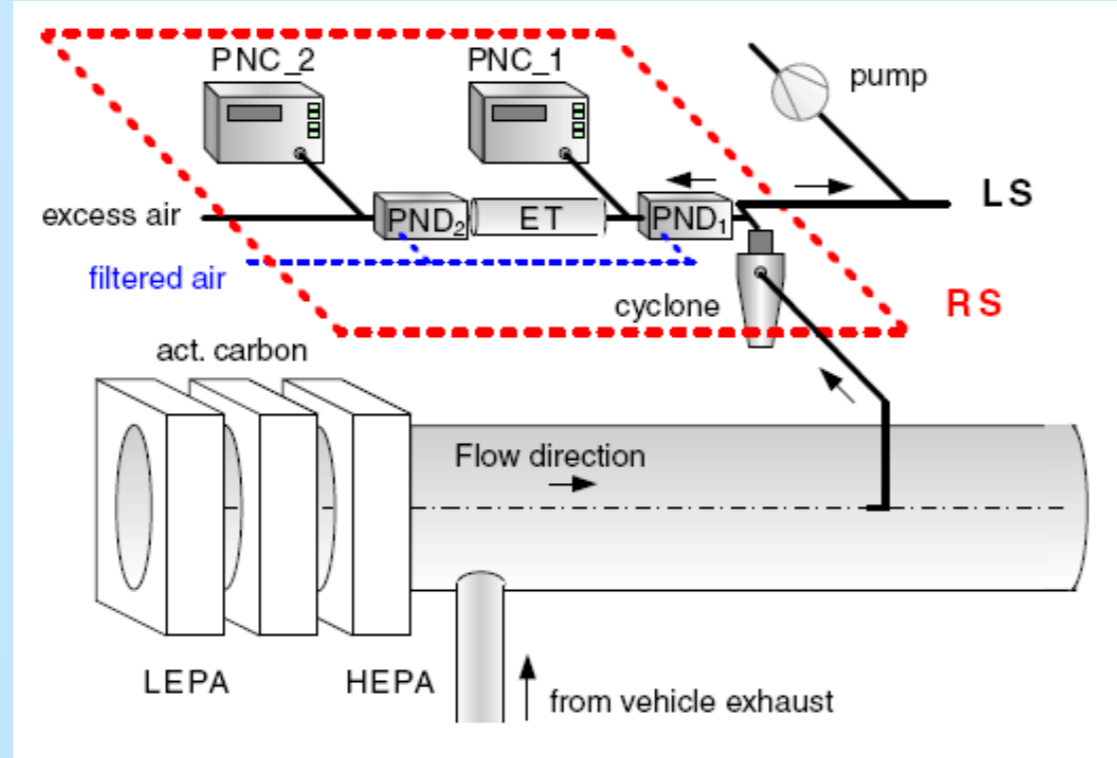 PNC_2
PNC_1
pump
LS
excess air
PND₂
ET
PND₁
filtered air
cyclone
RS
act. carbon
Flow direction
LEPA
HEPA
from vehicle exhaust